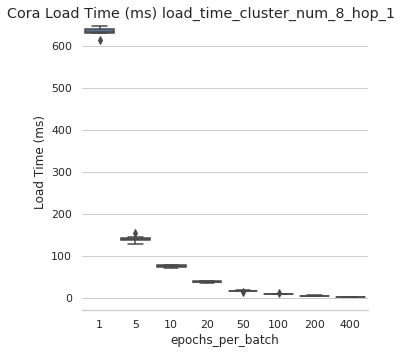 Cora Load Time (ms) load_time_cluster_num_8_hop_1
600
500
400
300
200
100
0
Load Time (ms)
1 5 10 20 50 100 200 400
epochs_per_batch